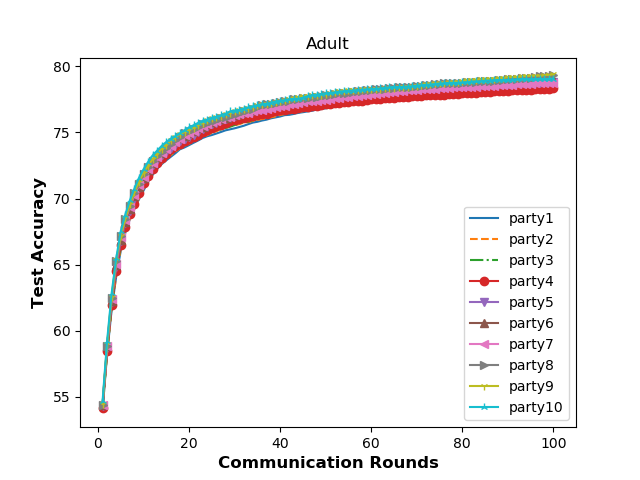 Adult
Test Accuracy
80
75
70
65
60
55
0 20 40 60 80 100
Communication Rounds
party1
party2
party3
party4
party5
party6
party7
party8
party9
party10